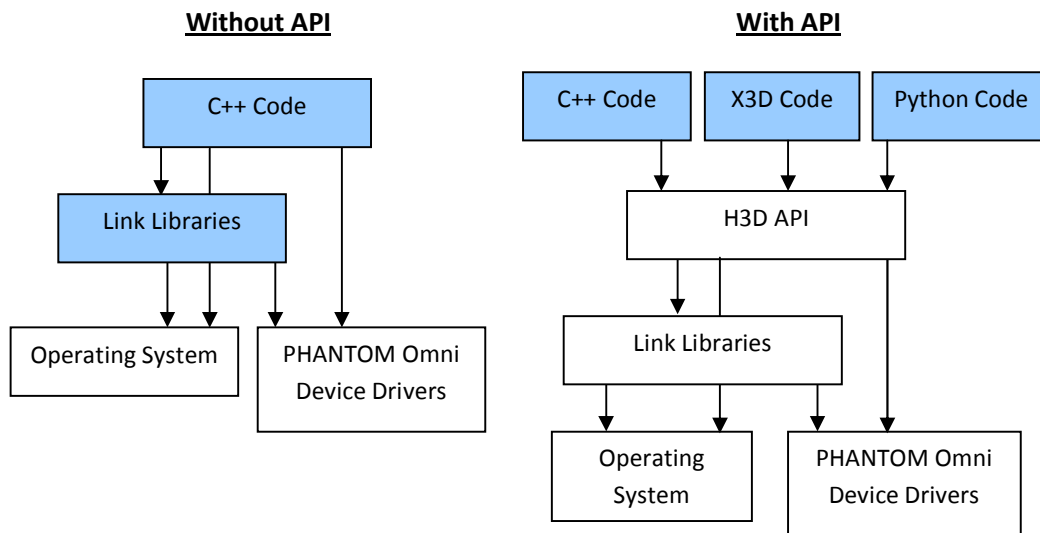 Without API
C++ Code
Link Libraries
Operating System
PHANTOM Omni
Device Drivers
With API
C++ Code
X3D Code
Python Code
H3D API
Link Libraries
Operating
System
PHANTOM Omni
Device Drivers